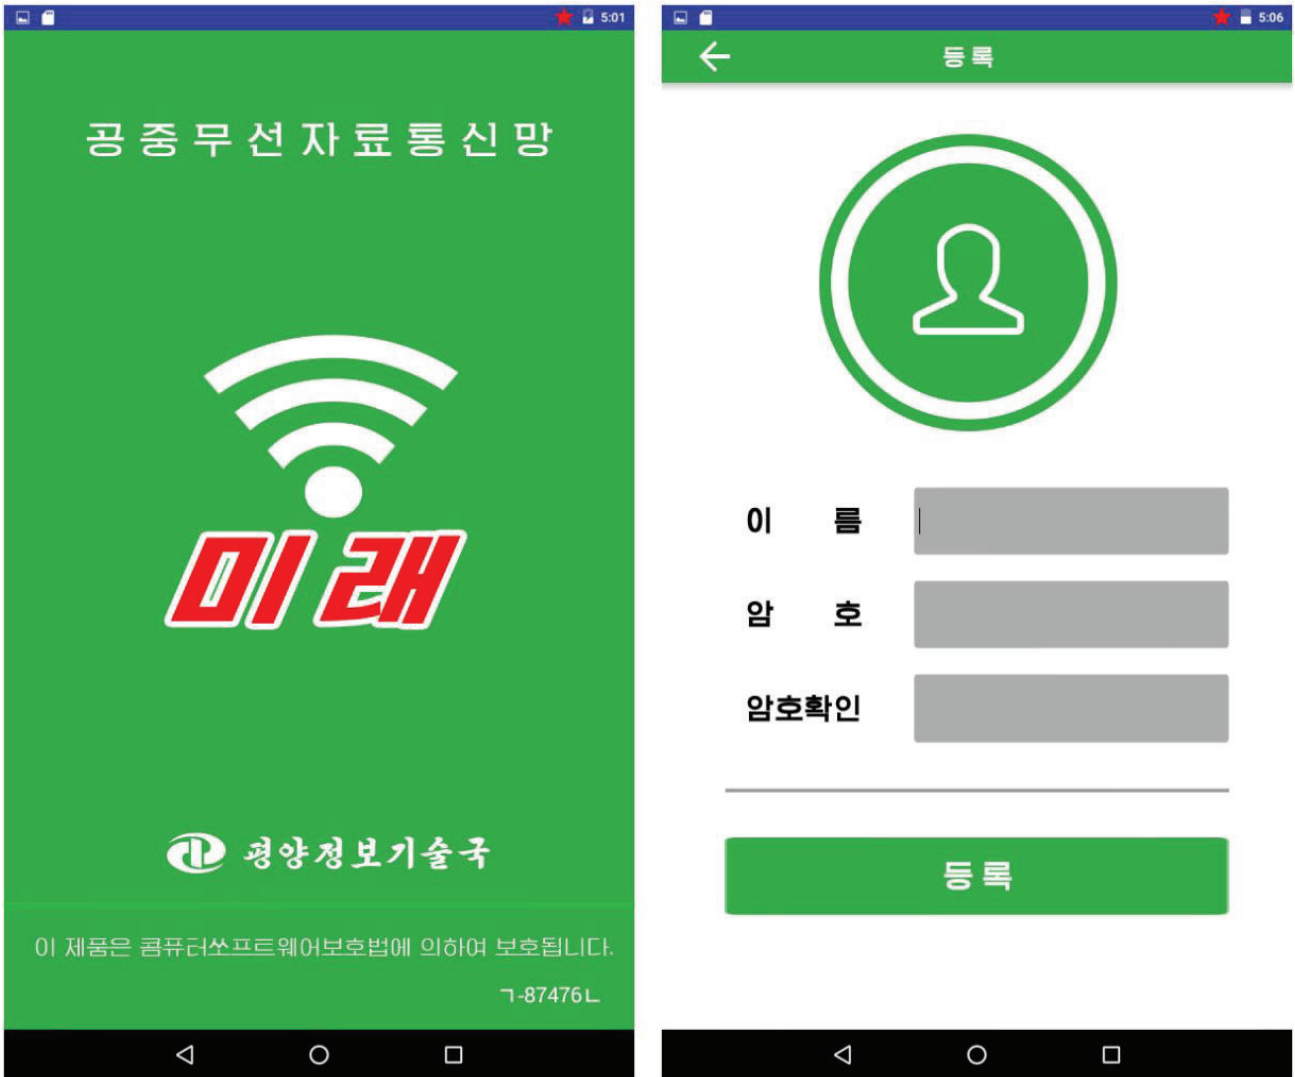 5:01
공중무선자료통신망
미래
평양정보기술국
이 제품은 콤퓨터쏘프트웨어보호법에 의하여 보호됩니다.
ㄱ-87476ㄴ
5:06
등록
이 름
암 호
암호확인
등록